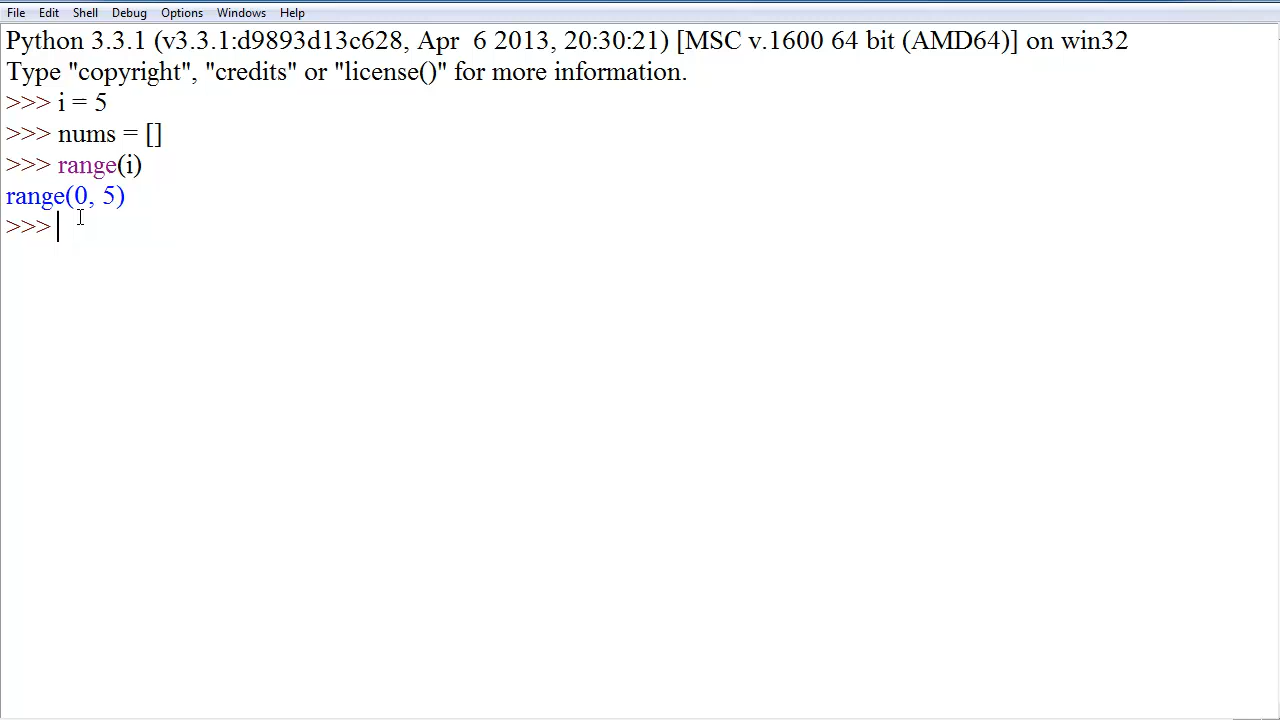 File Edit Shell Debug Options Windows Help
Python 3.3.1 (v3.3.1:d9893d13c628, Apr  6 2013, 20:30:21) [MSC v.1600 64 bit (AMD64)] on win32
Type "copyright", "credits" or "license()" for more information.
>>> i = 5
>>> nums = []
>>> range(i)
range(0, 5)
>>>